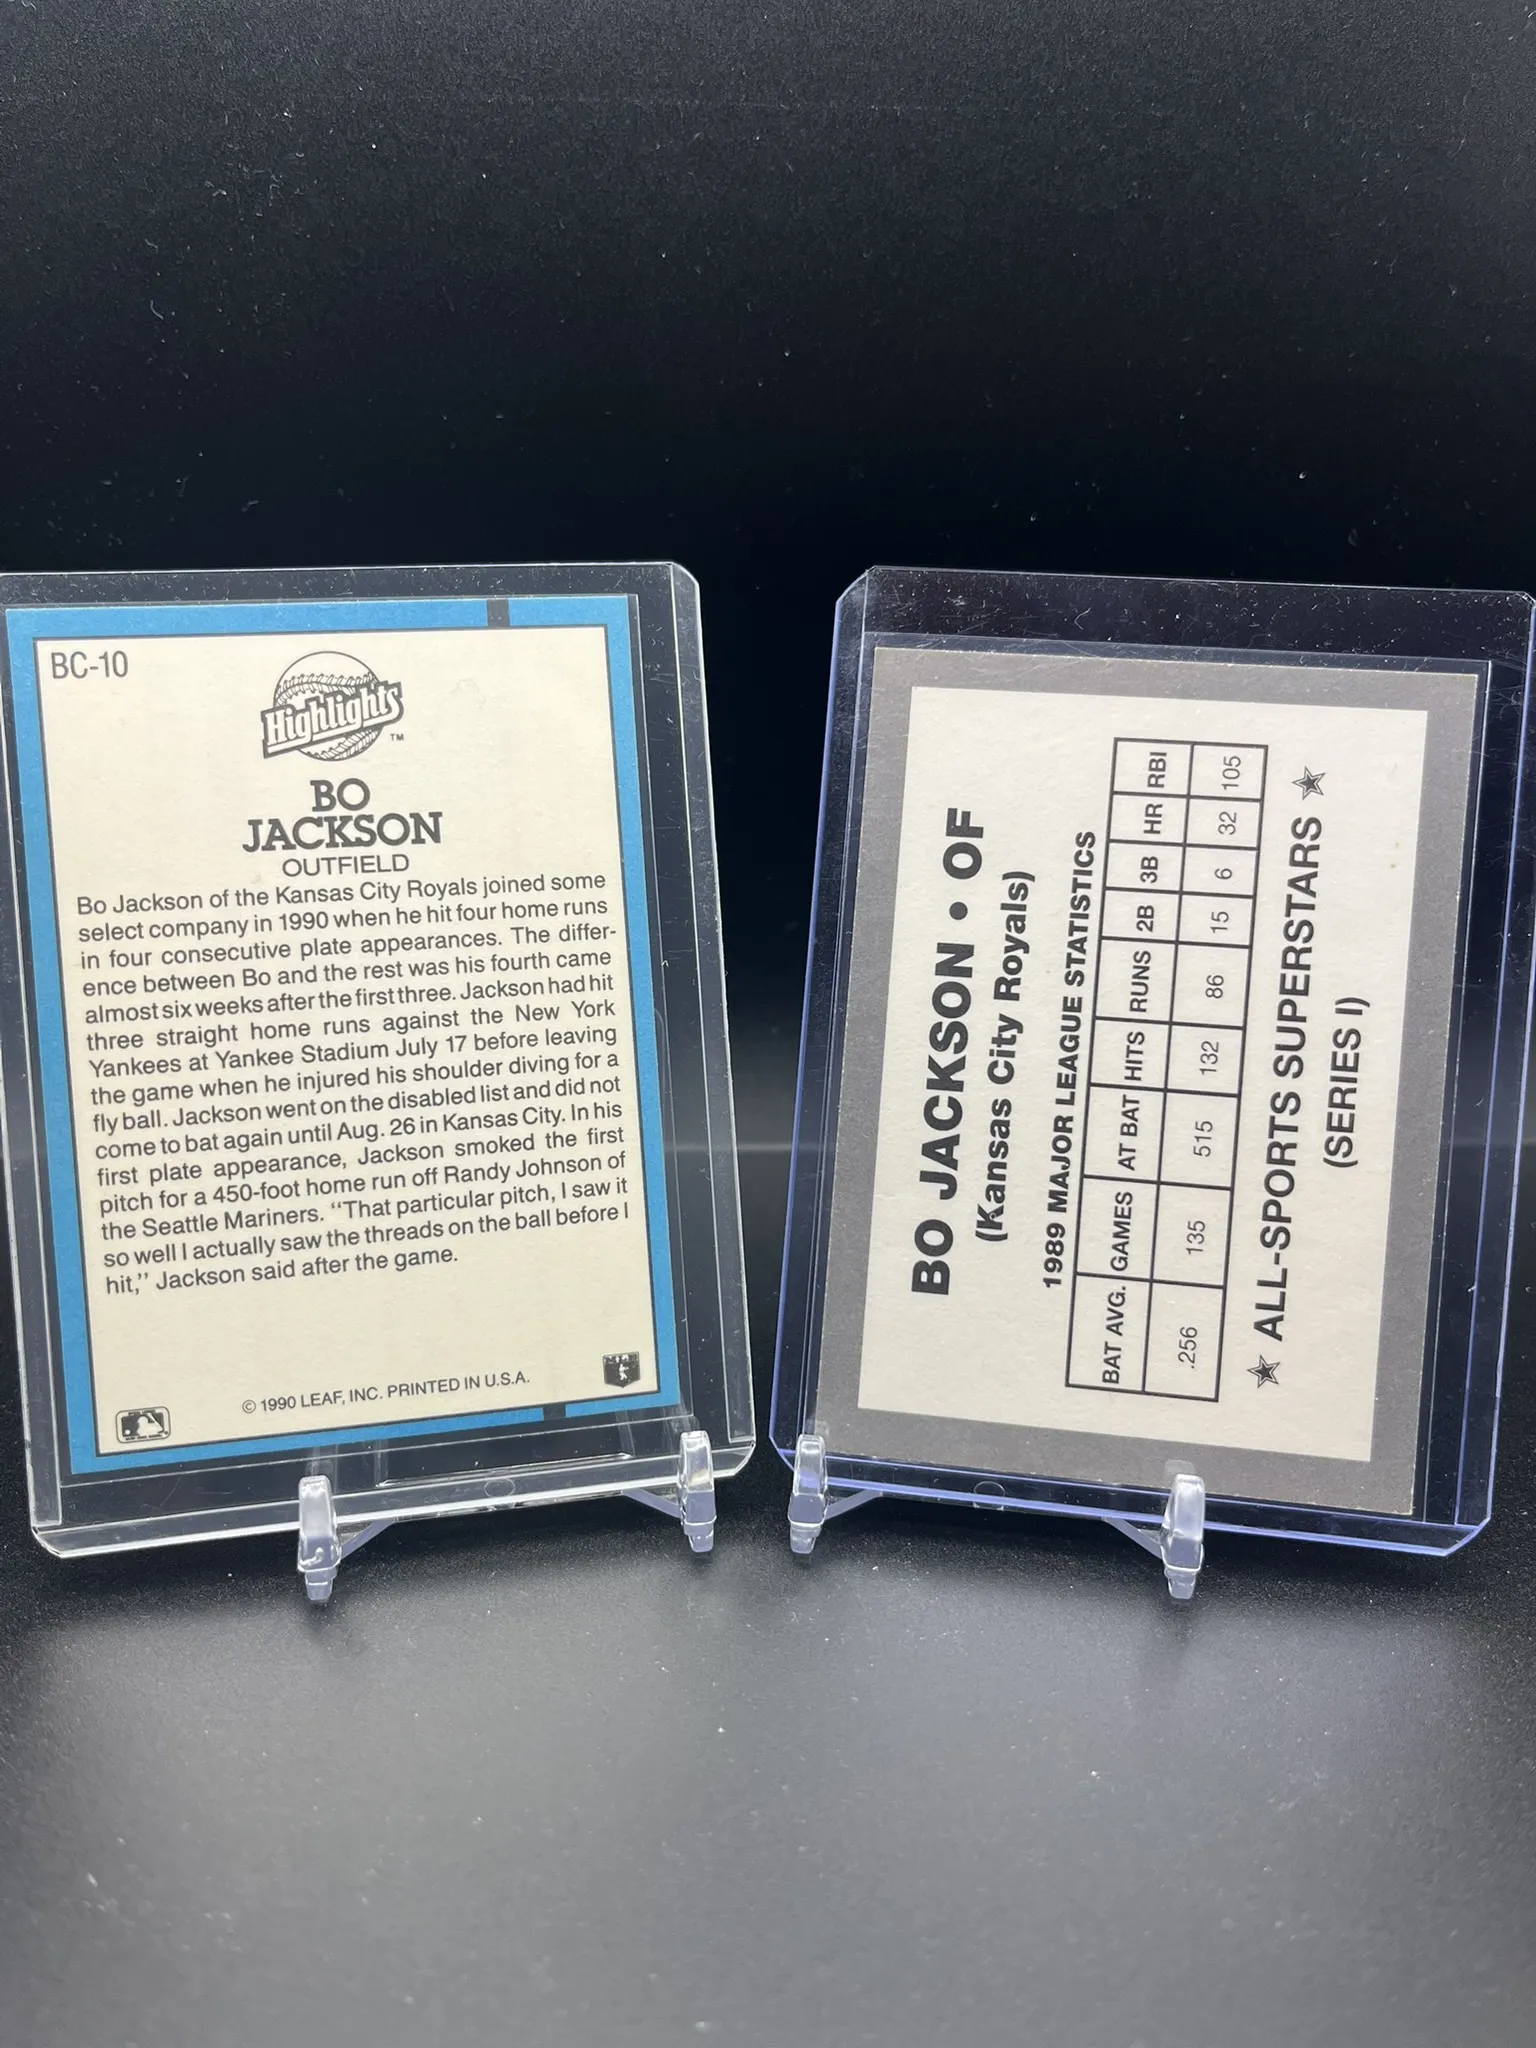 BC-10
Highlights™
BO
JACKSON
OUTFIELD
Bo Jackson of the Kansas City Royals joined some
select company in 1990 when he hit four home runs
in four consecutive plate appearances. The differ-
ence between Bo and the rest was his fourth came
almost six weeks after the first three. Jackson had hit
three straight home runs against the New York
Yankees at Yankee Stadium July 17 before leaving
the game when he injured his shoulder diving for a
fly ball. Jackson went on the disabled list and did not
come to bat again until Aug. 26 in Kansas City. In his
first plate appearance, Jackson smoked the first
pitch for a 450-foot home run off Randy Johnson of
the Seattle Mariners. “That particular pitch, I saw it
so well I actually saw the threads on the ball before I
hit,” Jackson said after the game.
© 1990 LEAF, INC. PRINTED IN U.S.A.
BO JACKSON • OF
(Kansas City Royals)
1989 MAJOR LEAGUE STATISTICS
BAT AVG. GAMES AT BAT HITS RUNS 2B 3B HR RBI
.256 135 515 132 86 15 6 32 105
★ ALL-SPORTS SUPERSTARS ★
(SERIES I)